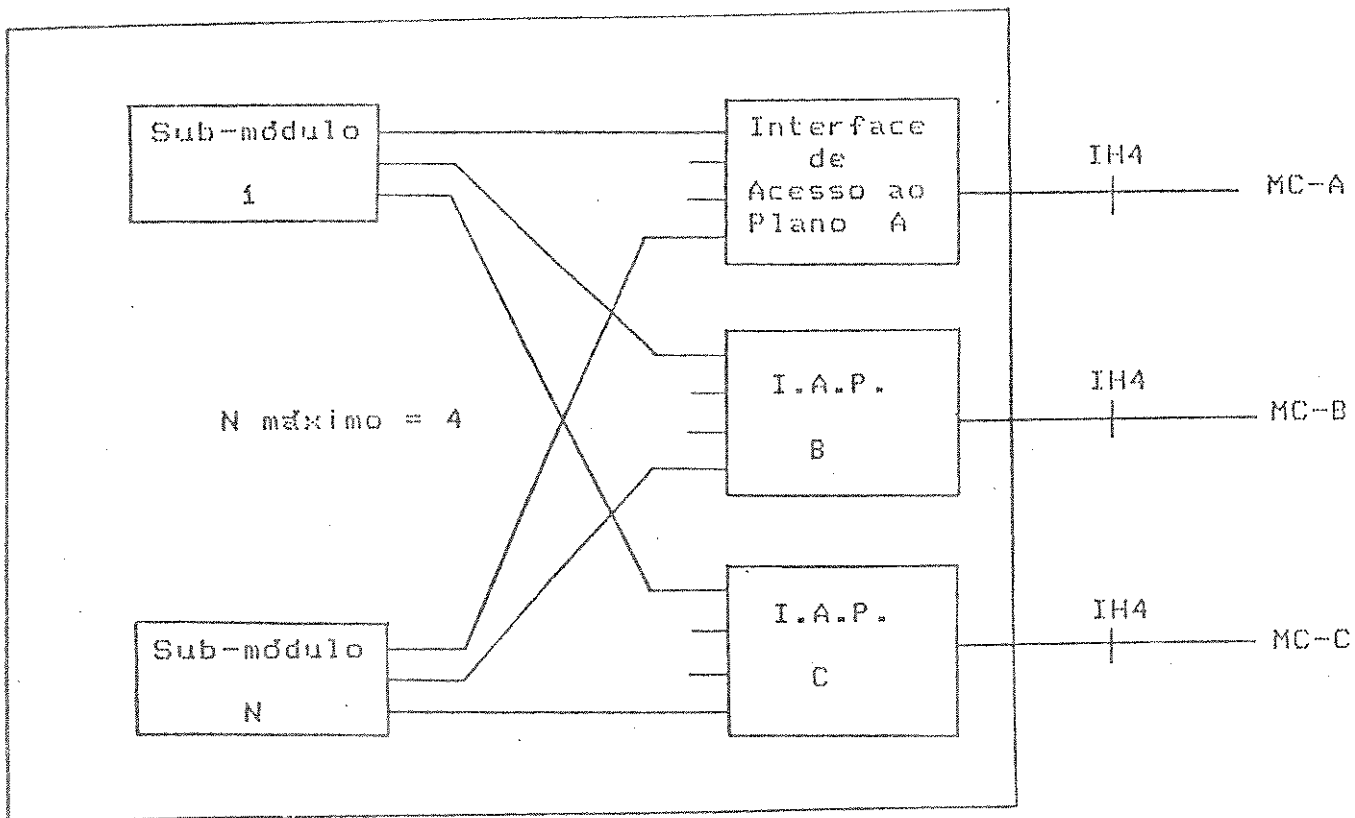 Sub-módulo
1
Interface
de
Acesso ao
Plano A
IH4
MC-A
N máximo = 4
I.A.P.
B
IH4
MC-B
Sub-módulo
N
I.A.P.
C
IH4
MC-C